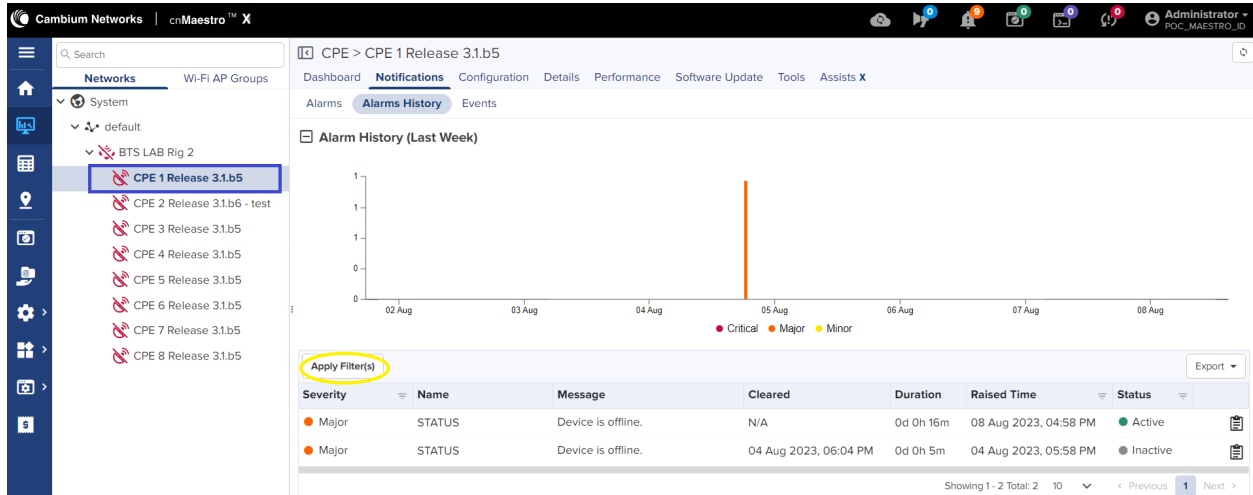 Cambium Networks | cnMaestro™ X
0
9
0
0
0
Administrator
POC_MAESTRO_ID
Search
Networks Wi-Fi AP Groups
System
default
BTS LAB Rig 2
CPE 1 Release 3.1.b5
CPE 2 Release 3.1.b6 - test
CPE 3 Release 3.1.b5
CPE 4 Release 3.1.b5
CPE 5 Release 3.1.b5
CPE 6 Release 3.1.b5
CPE 7 Release 3.1.b5
CPE 8 Release 3.1.b5
CPE > CPE 1 Release 3.1.b5
Dashboard Notifications Configuration Details Performance Software Update Tools Assists X
Alarms Alarms History Events
Alarm History (Last Week)
1
1
1
0
0
02 Aug 03 Aug 04 Aug 05 Aug 06 Aug 07 Aug 08 Aug
Critical Major Minor
Apply Filter(s) Export
Severity Name Message Cleared Duration Raised Time Status
Major STATUS Device is offline. N/A 0d 0h 16m 08 Aug 2023, 04:58 PM Active
Major STATUS Device is offline. 04 Aug 2023, 06:04 PM 0d 0h 5m 04 Aug 2023, 05:58 PM Inactive
Showing 1 - 2 Total: 2 10 < Previous 1 Next >